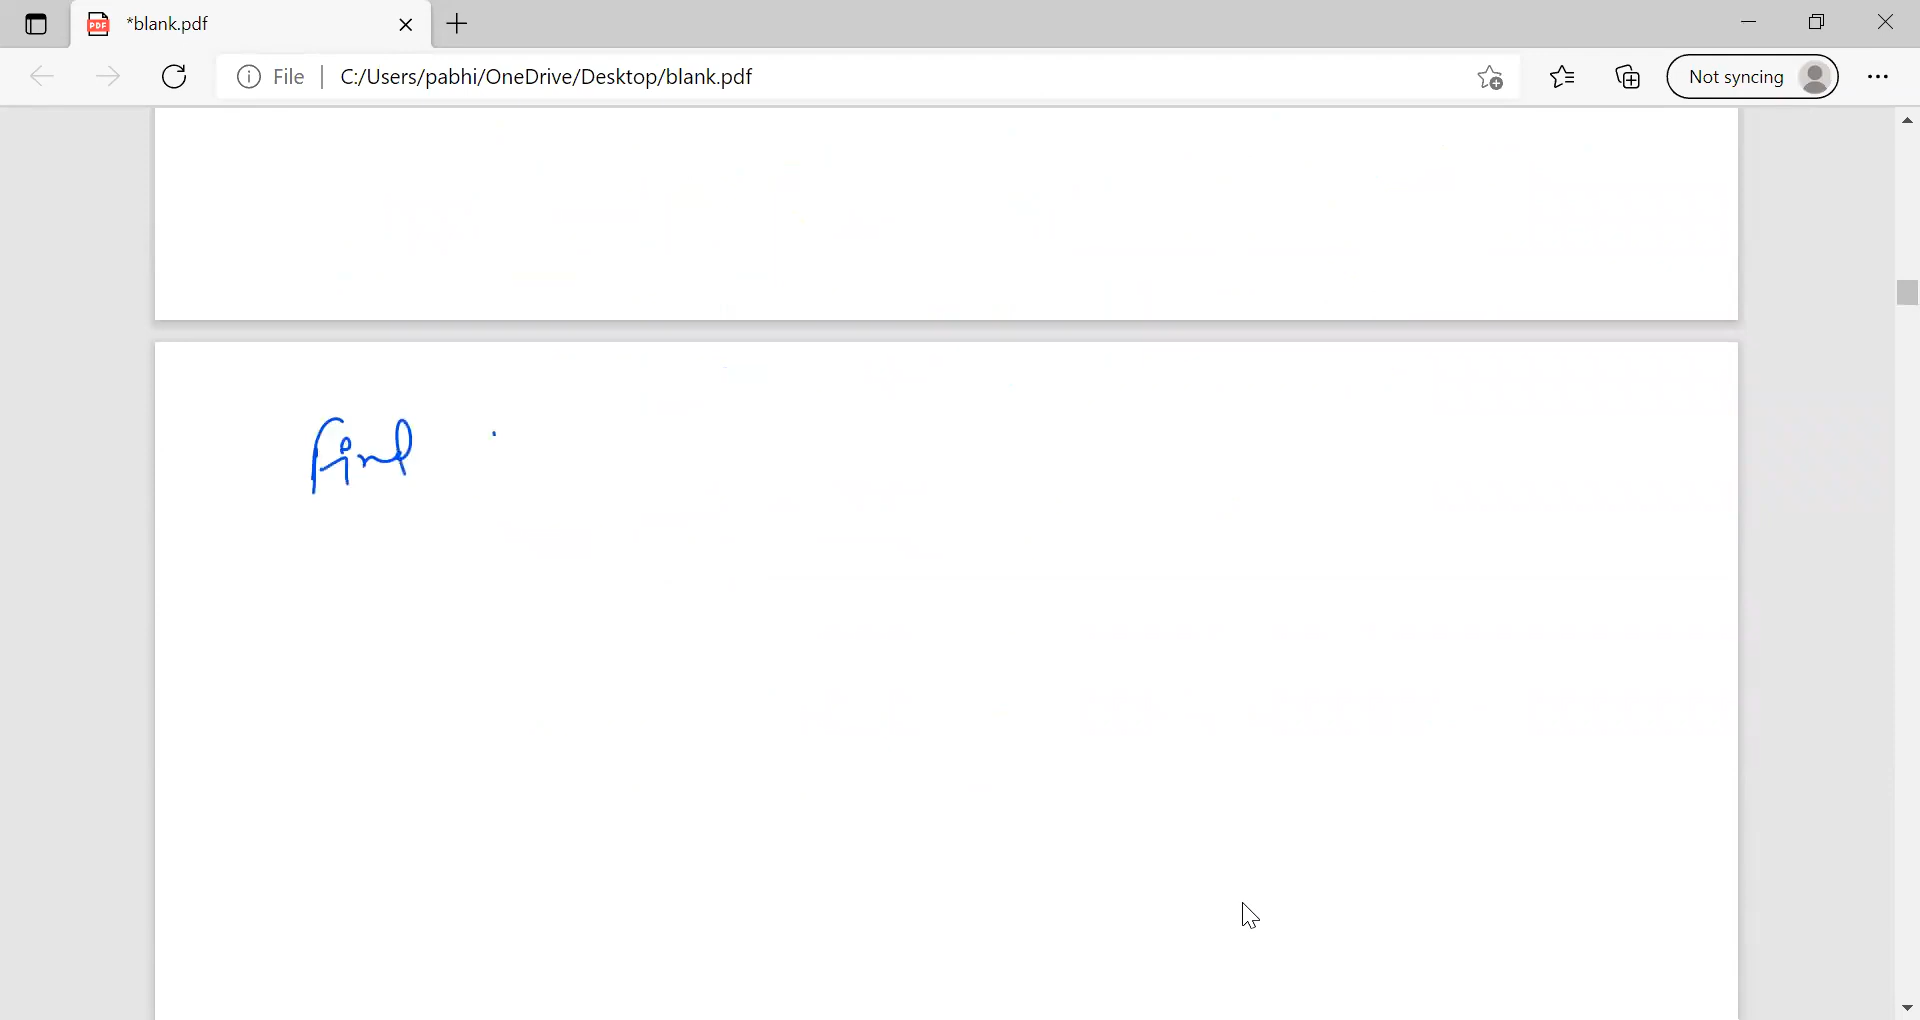 *blank.pdf
File | C:/Users/pabhi/OneDrive/Desktop/blank.pdf
Not syncing
Find